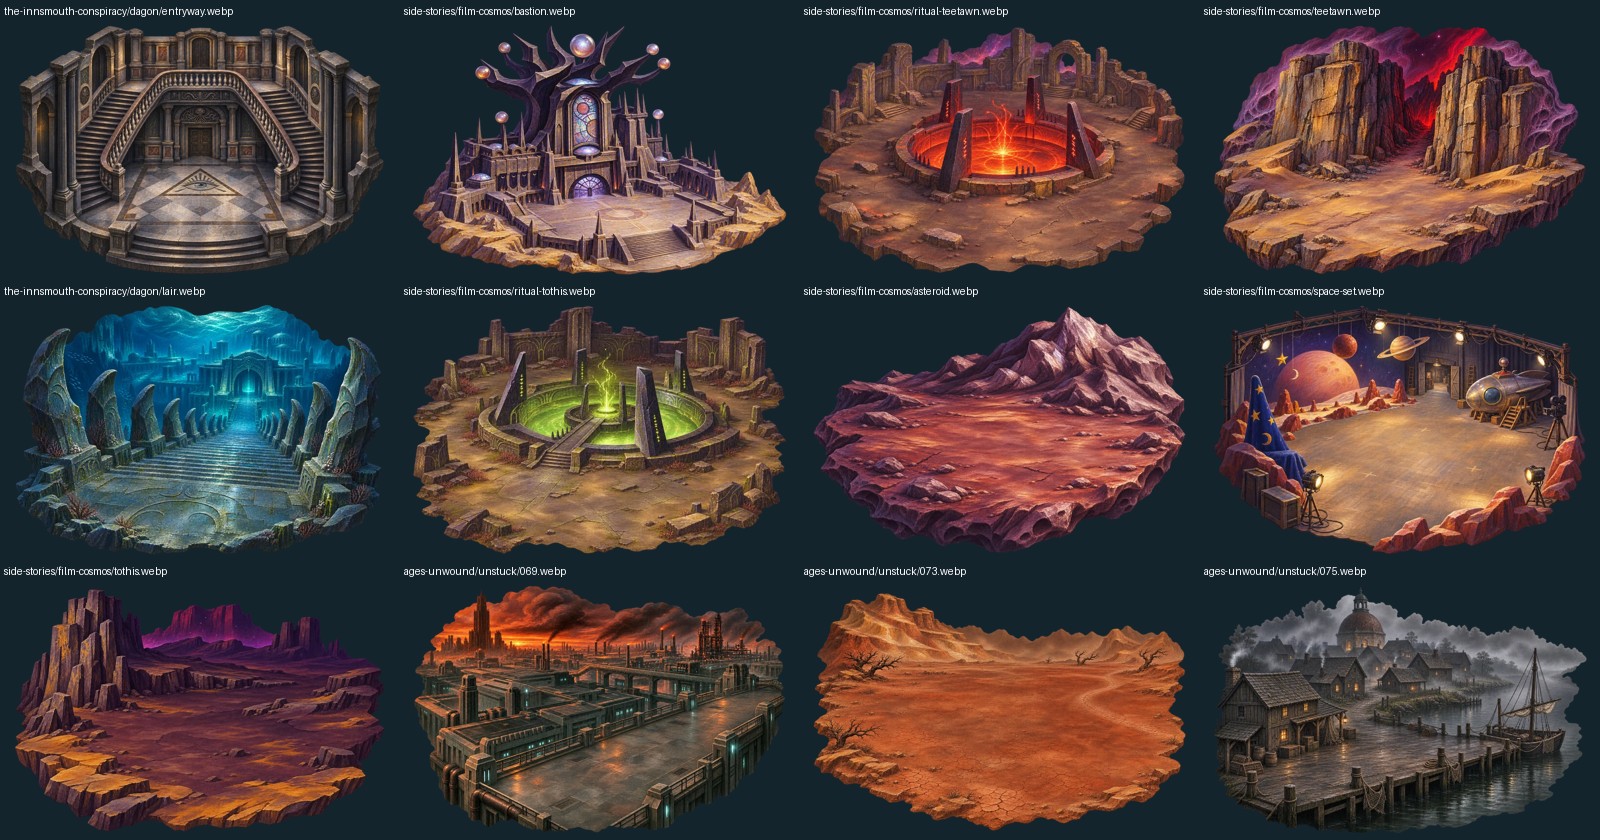 the-innsmouth-conspiracy/dagon/entryway.webp
side-stories/film-cosmos/bastion.webp
side-stories/film-cosmos/ritual-teetawn.webp
side-stories/film-cosmos/teetawn.webp
the-innsmouth-conspiracy/dagon/lair.webp
side-stories/film-cosmos/ritual-tothis.webp
side-stories/film-cosmos/asteroid.webp
side-stories/film-cosmos/space-set.webp
side-stories/film-cosmos/tothis.webp
ages-unwound/unstuck/069.webp
ages-unwound/unstuck/073.webp
ages-unwound/unstuck/075.webp